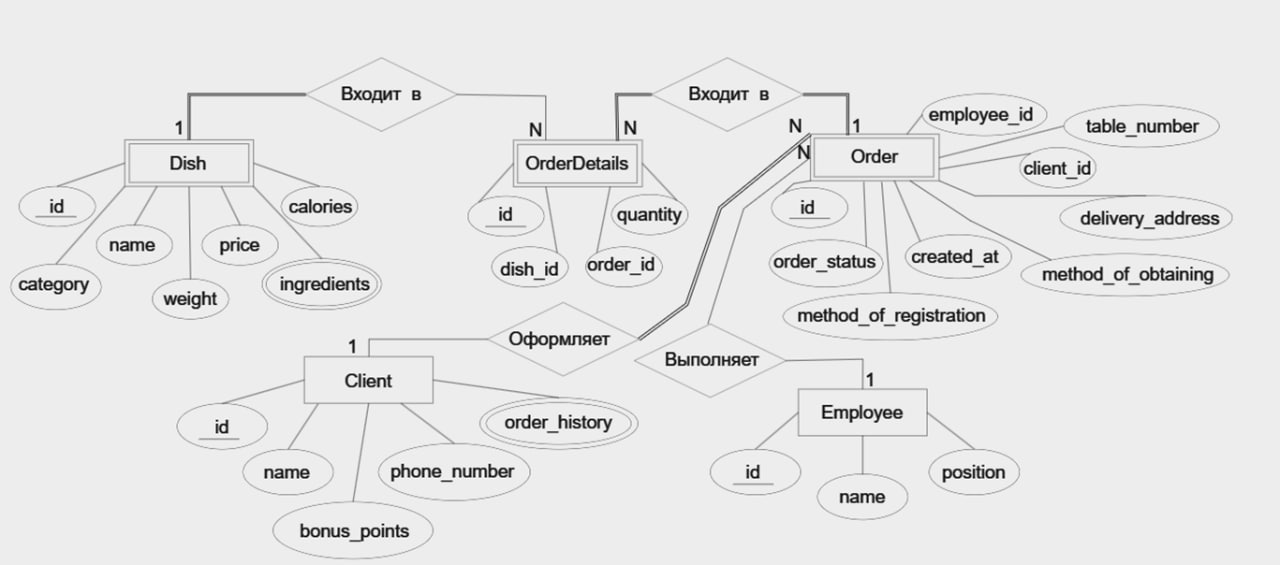 Входит в
Входит в
1
N
N
N
1
N
Dish
OrderDetails
Order
employee_id
table_number
client_id
delivery_address
method_of_obtaining
created_at
method_of_registration
order_status
id
id
name
price
calories
category
weight
ingredients
id
dish_id
order_id
quantity
Оформляет
Выполняет
1
1
Client
Employee
id
name
bonus_points
phone_number
order_history
id
name
position